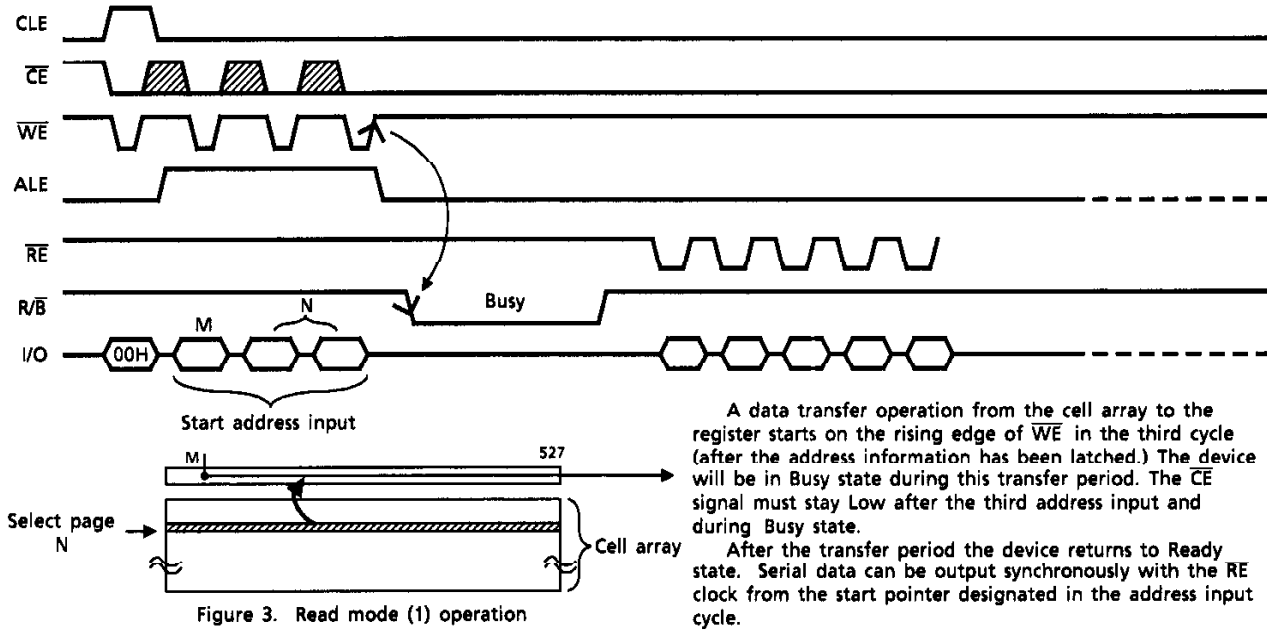 CLE
CE
WE
ALE
RE
R/B
Busy
M
N
I/O
00H
Start address input
M
527
Select page
N
Cell array
Figure 3. Read mode (1) operation
A data transfer operation from the cell array to the
register starts on the rising edge of WE in the third cycle
(after the address information has been latched.) The device
will be in Busy state during this transfer period. The CE
signal must stay Low after the third address input and
during Busy state.
After the transfer period the device returns to Ready
state. Serial data can be output synchronously with the RE
clock from the start pointer designated in the address input
cycle.